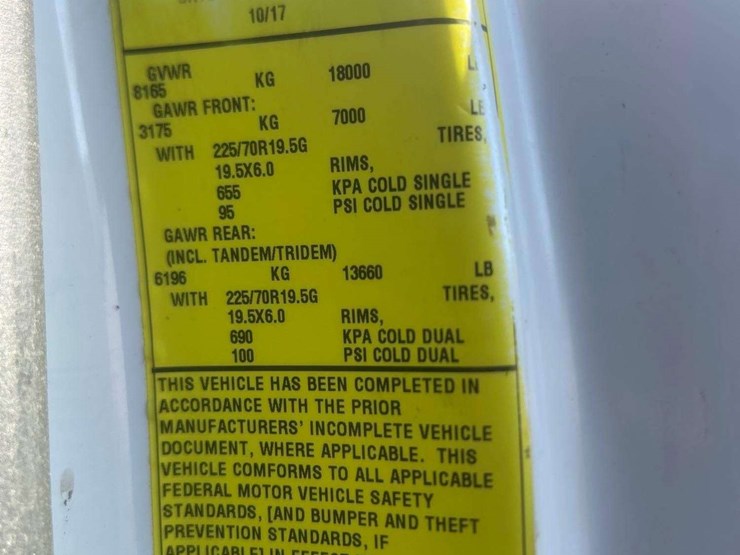 10/17
GVWR
8165 KG 18000
GAWR FRONT:
3175 KG 7000 LB
TIRES,
WITH 225/70R19.5G
19.5X6.0 RIMS,
655 KPA COLD SINGLE
95 PSI COLD SINGLE
GAWR REAR:
(INCL. TANDEM/TRIDEM)
6196 KG 13660 LB
WITH 225/70R19.5G TIRES,
19.5X6.0 RIMS,
690 KPA COLD DUAL
100 PSI COLD DUAL
THIS VEHICLE HAS BEEN COMPLETED IN
ACCORDANCE WITH THE PRIOR
MANUFACTURERS' INCOMPLETE VEHICLE
DOCUMENT, WHERE APPLICABLE. THIS
VEHICLE COMFORMS TO ALL APPLICABLE
FEDERAL MOTOR VEHICLE SAFETY
STANDARDS, [AND BUMPER AND THEFT
PREVENTION STANDARDS, IF
APPLICABLE] IN